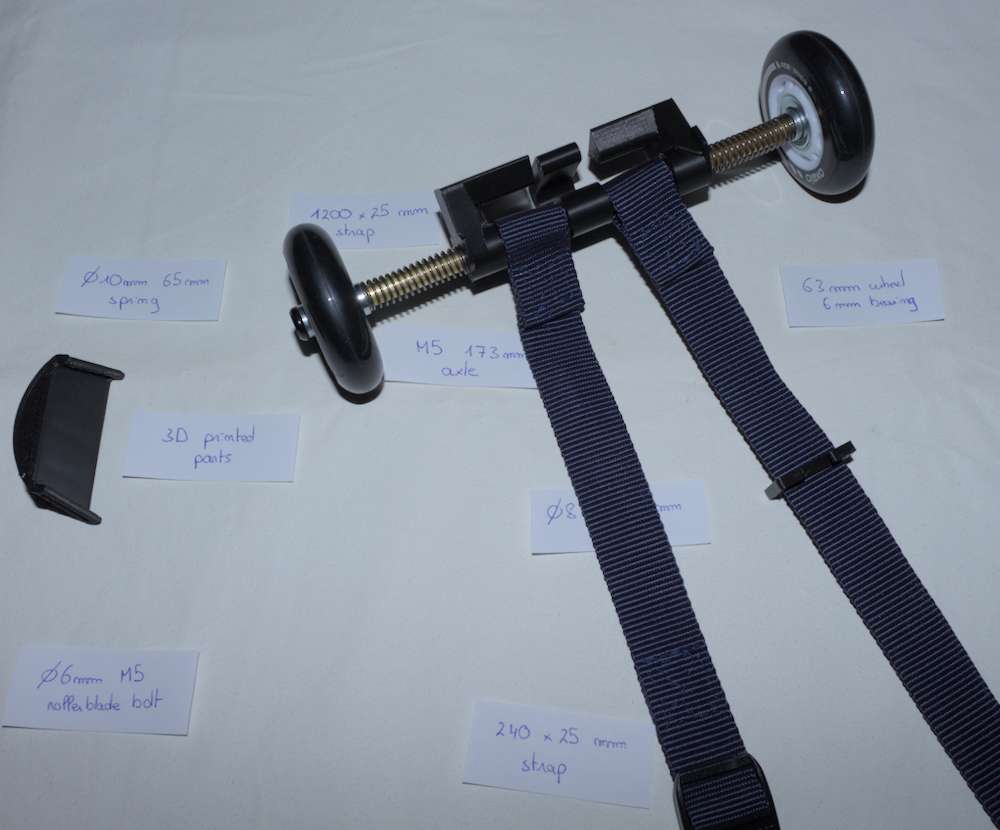 1200 x 25 mm
strap
Ø10mm 65mm
spring
63mm wheel
6mm bearing
M5 173mm
axle
3D printed
parts
Ø8 mm
Ø6mm M5
rollerblade bolt
240 x 25 mm
strap